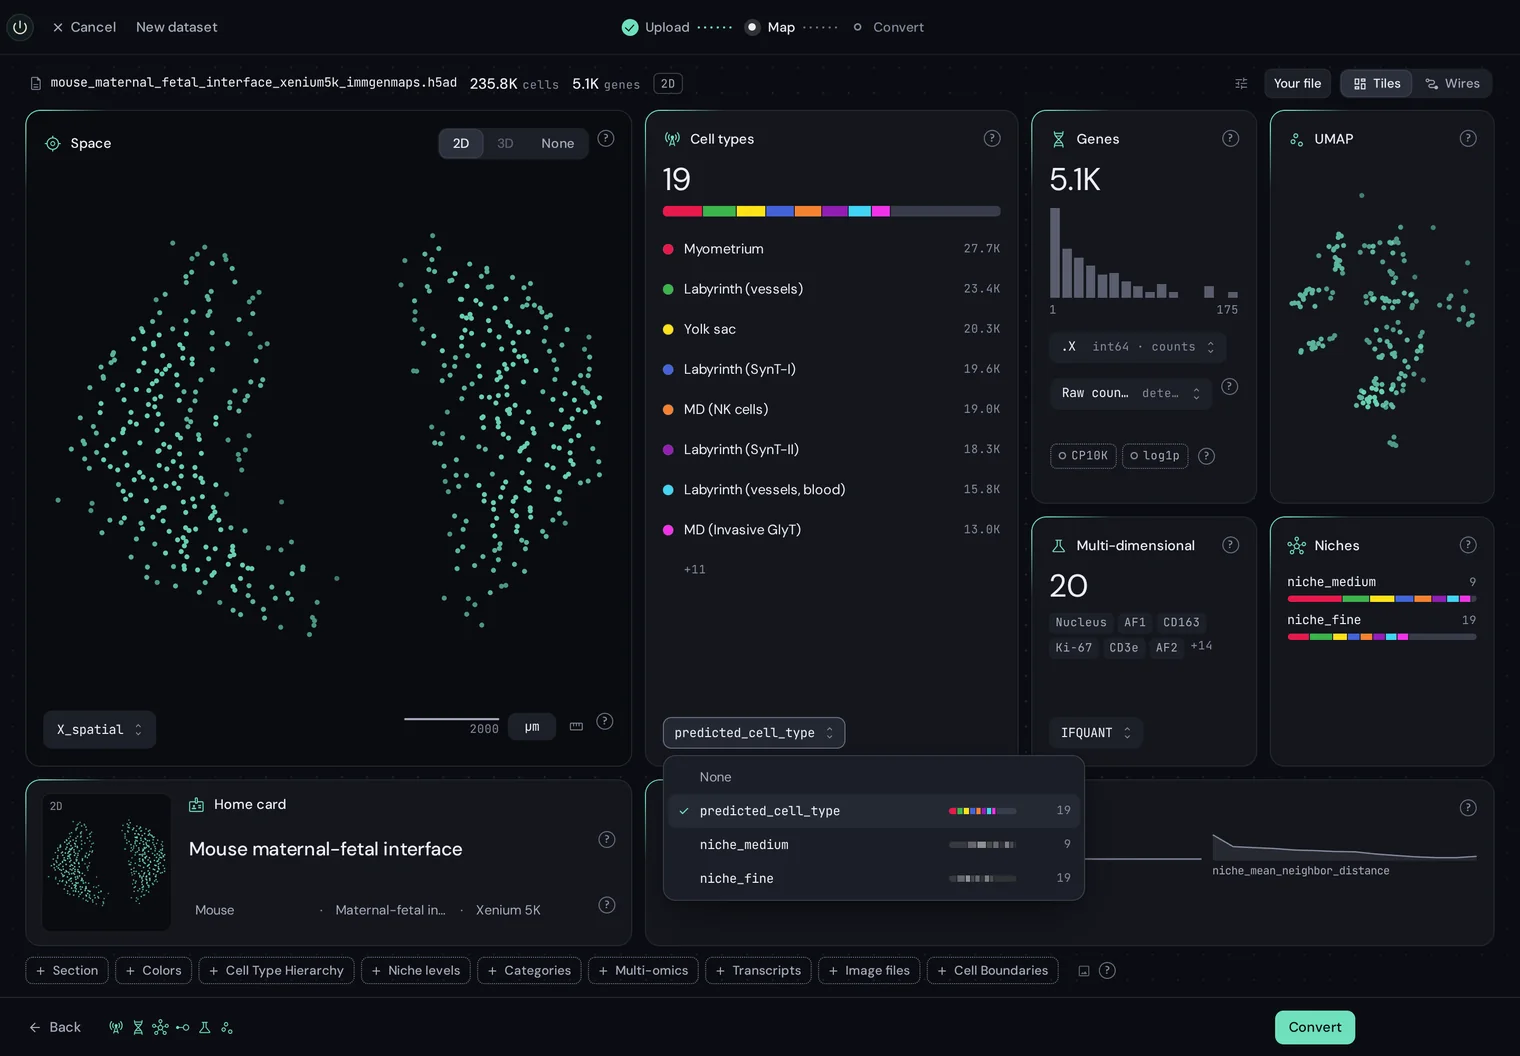 Cancel
New dataset
Upload
Map
Convert
mouse_maternal_fetal_interface_xenium5k_immgenmaps.h5ad
235.8K cells
5.1K genes
2D
Your file
Tiles
Wires
Space
2D
3D
None
?
X_spatial
2000
µm
?
Cell types
?
19
Myometrium 27.7K
Labyrinth (vessels) 23.4K
Yolk sac 20.3K
Labyrinth (SynT-I) 19.6K
MD (NK cells) 19.0K
Labyrinth (SynT-II) 18.3K
Labyrinth (vessels, blood) 15.8K
MD (Invasive GlyT) 13.0K
+11
predicted_cell_type
None
predicted_cell_type 19
niche_medium 9
niche_fine 19
Genes
?
5.1K
1 175
.X int64 · counts
Raw coun… dete…
?
CP10K
log1p
?
UMAP
?
Multi-dimensional
?
20
Nucleus AF1 CD163
Ki-67 CD3e AF2 +14
IFQUANT
Niches
?
niche_medium 9
niche_fine 19
2D
Home card
Mouse maternal-fetal interface
?
Mouse · Maternal-fetal in… · Xenium 5K
?
?
niche_mean_neighbor_distance
+ Section
+ Colors
+ Cell Type Hierarchy
+ Niche levels
+ Categories
+ Multi-omics
+ Transcripts
+ Image files
+ Cell Boundaries
?
Back
Convert